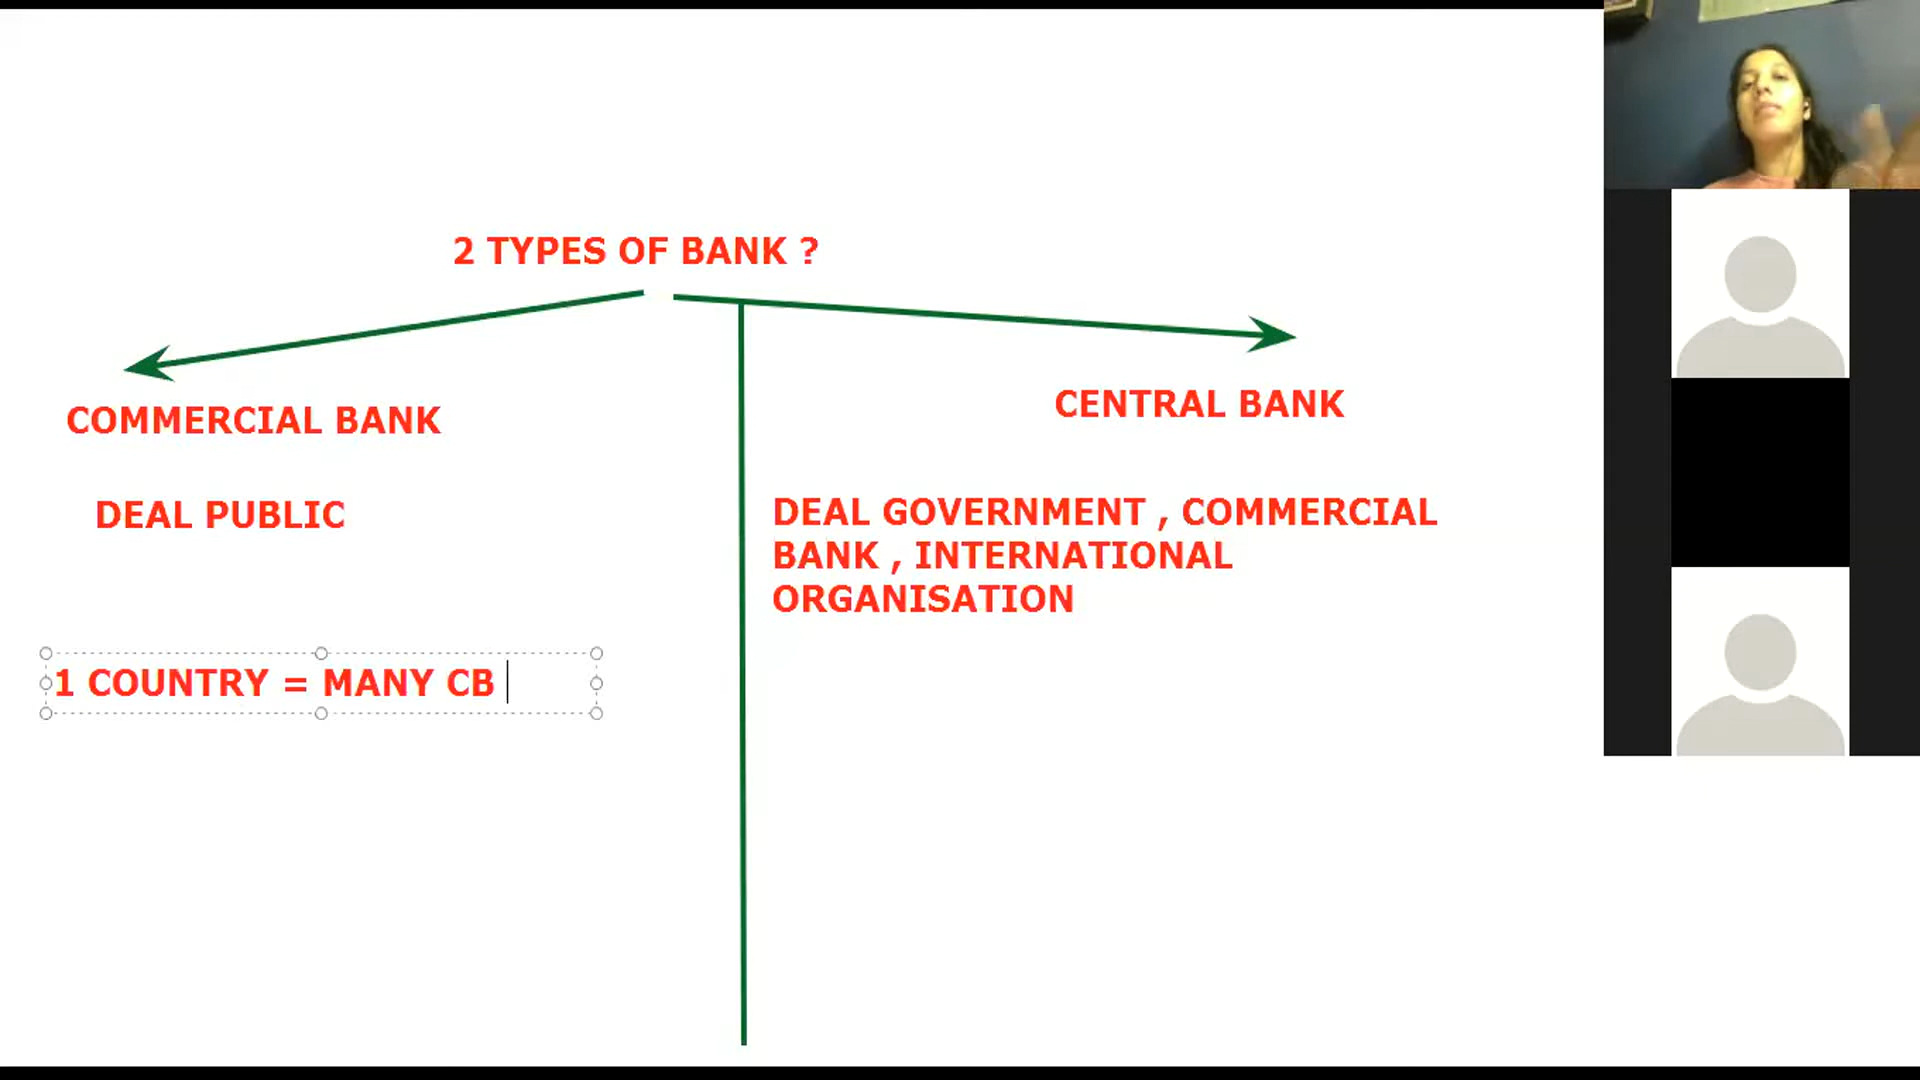 2 TYPES OF BANK ?
COMMERCIAL BANK
DEAL PUBLIC
1 COUNTRY = MANY CB
CENTRAL BANK
DEAL GOVERNMENT , COMMERCIAL
BANK , INTERNATIONAL
ORGANISATION